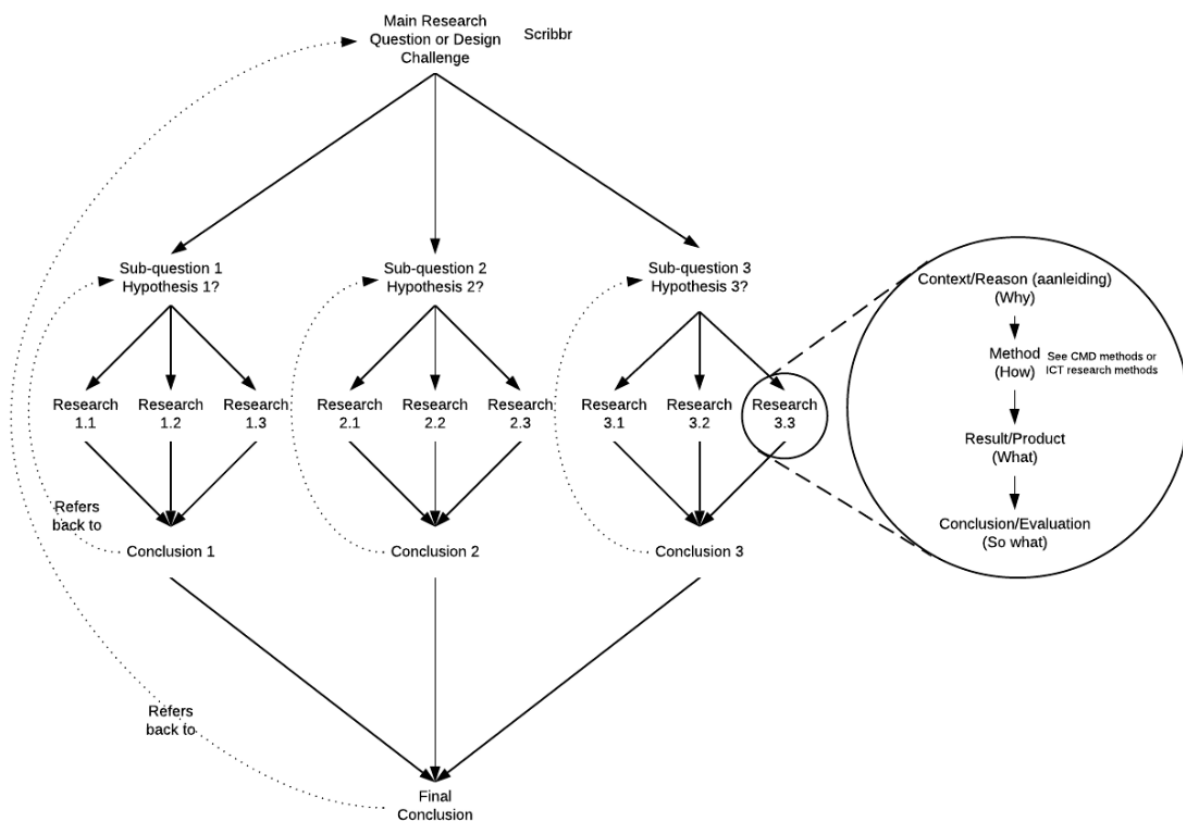 Main Research
Question or Design
Challenge
Scribbr
Sub-question 1
Hypothesis 1?
Sub-question 2
Hypothesis 2?
Sub-question 3
Hypothesis 3?
Research
1.1
Research
1.2
Research
1.3
Research
2.1
Research
2.2
Research
2.3
Research
3.1
Research
3.2
Research
3.3
Context/Reason (aanleiding)
(Why)
Method
(How)
See CMD methods or
ICT research methods
Result/Product
(What)
Conclusion/Evaluation
(So what)
Refers
back to
Conclusion 1
Conclusion 2
Conclusion 3
Refers
back to
Final
Conclusion